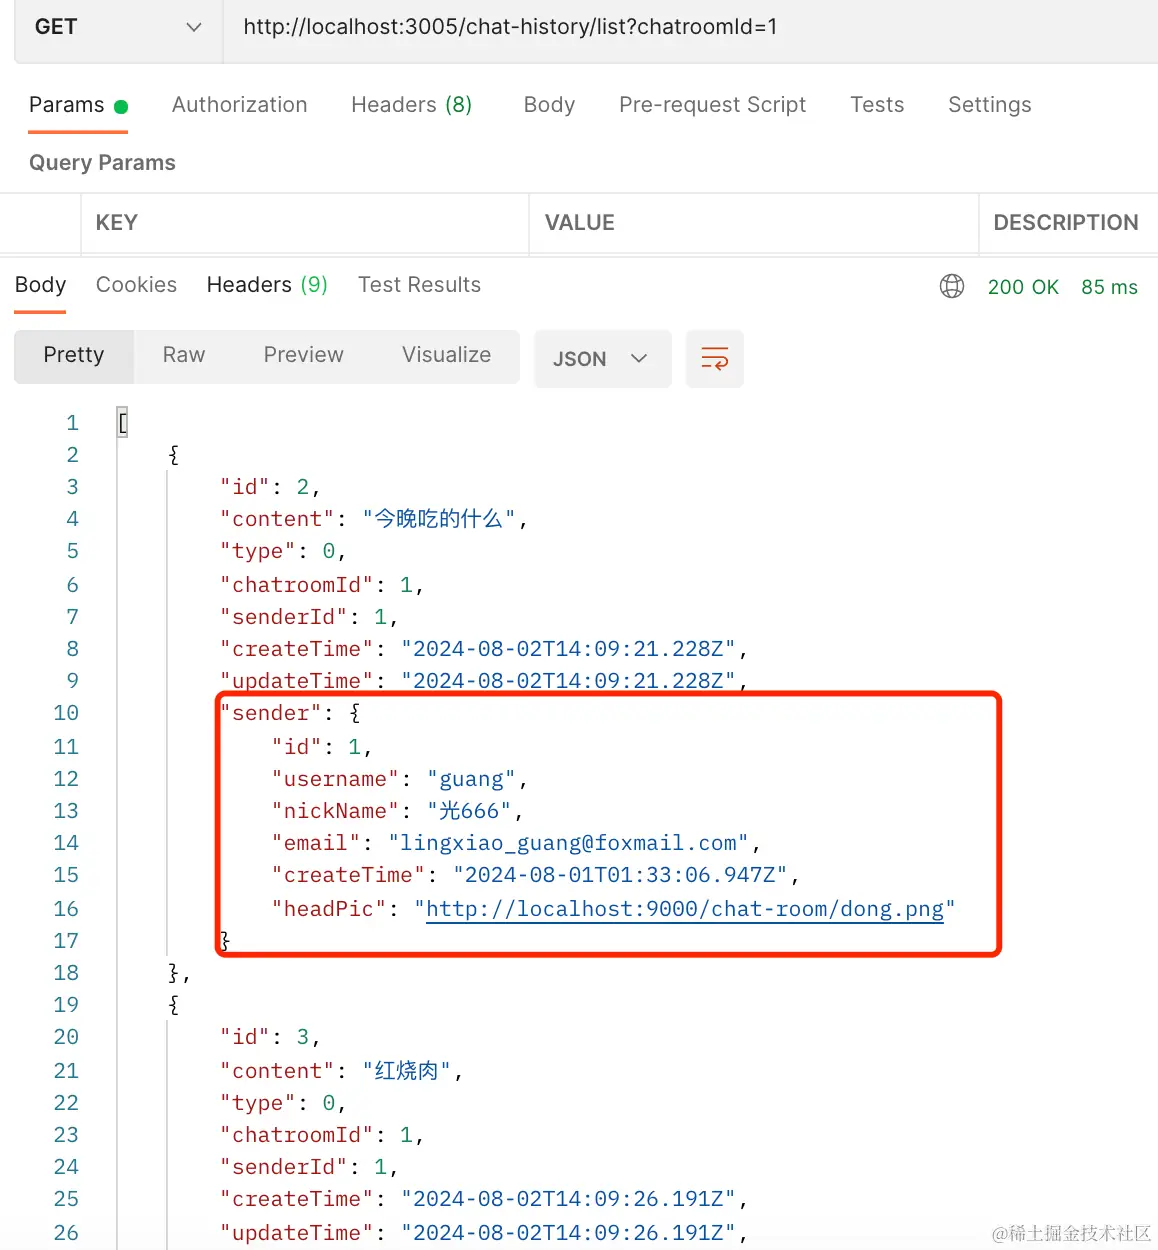 GET http://localhost:3005/chat-history/list?chatroomId=1
Params Authorization Headers (8) Body Pre-request Script Tests Settings
Query Params
KEY VALUE DESCRIPTION
Body Cookies Headers (9) Test Results 200 OK 85 ms
Pretty Raw Preview Visualize JSON
1 [
2 {
3 "id": 2,
4 "content": "今晚吃的什么",
5 "type": 0,
6 "chatroomId": 1,
7 "senderId": 1,
8 "createTime": "2024-08-02T14:09:21.228Z",
9 "updateTime": "2024-08-02T14:09:21.228Z",
10 "sender": {
11 "id": 1,
12 "username": "guang",
13 "nickName": "光666",
14 "email": "lingxiao_guang@foxmail.com",
15 "createTime": "2024-08-01T01:33:06.947Z",
16 "headPic": "http://localhost:9000/chat-room/dong.png"
17 }
18 },
19 {
20 "id": 3,
21 "content": "红烧肉",
22 "type": 0,
23 "chatroomId": 1,
24 "senderId": 1,
25 "createTime": "2024-08-02T14:09:26.191Z",
26 "updateTime": "2024-08-02T14:09:26.191Z",
@稀土掘金技术社区